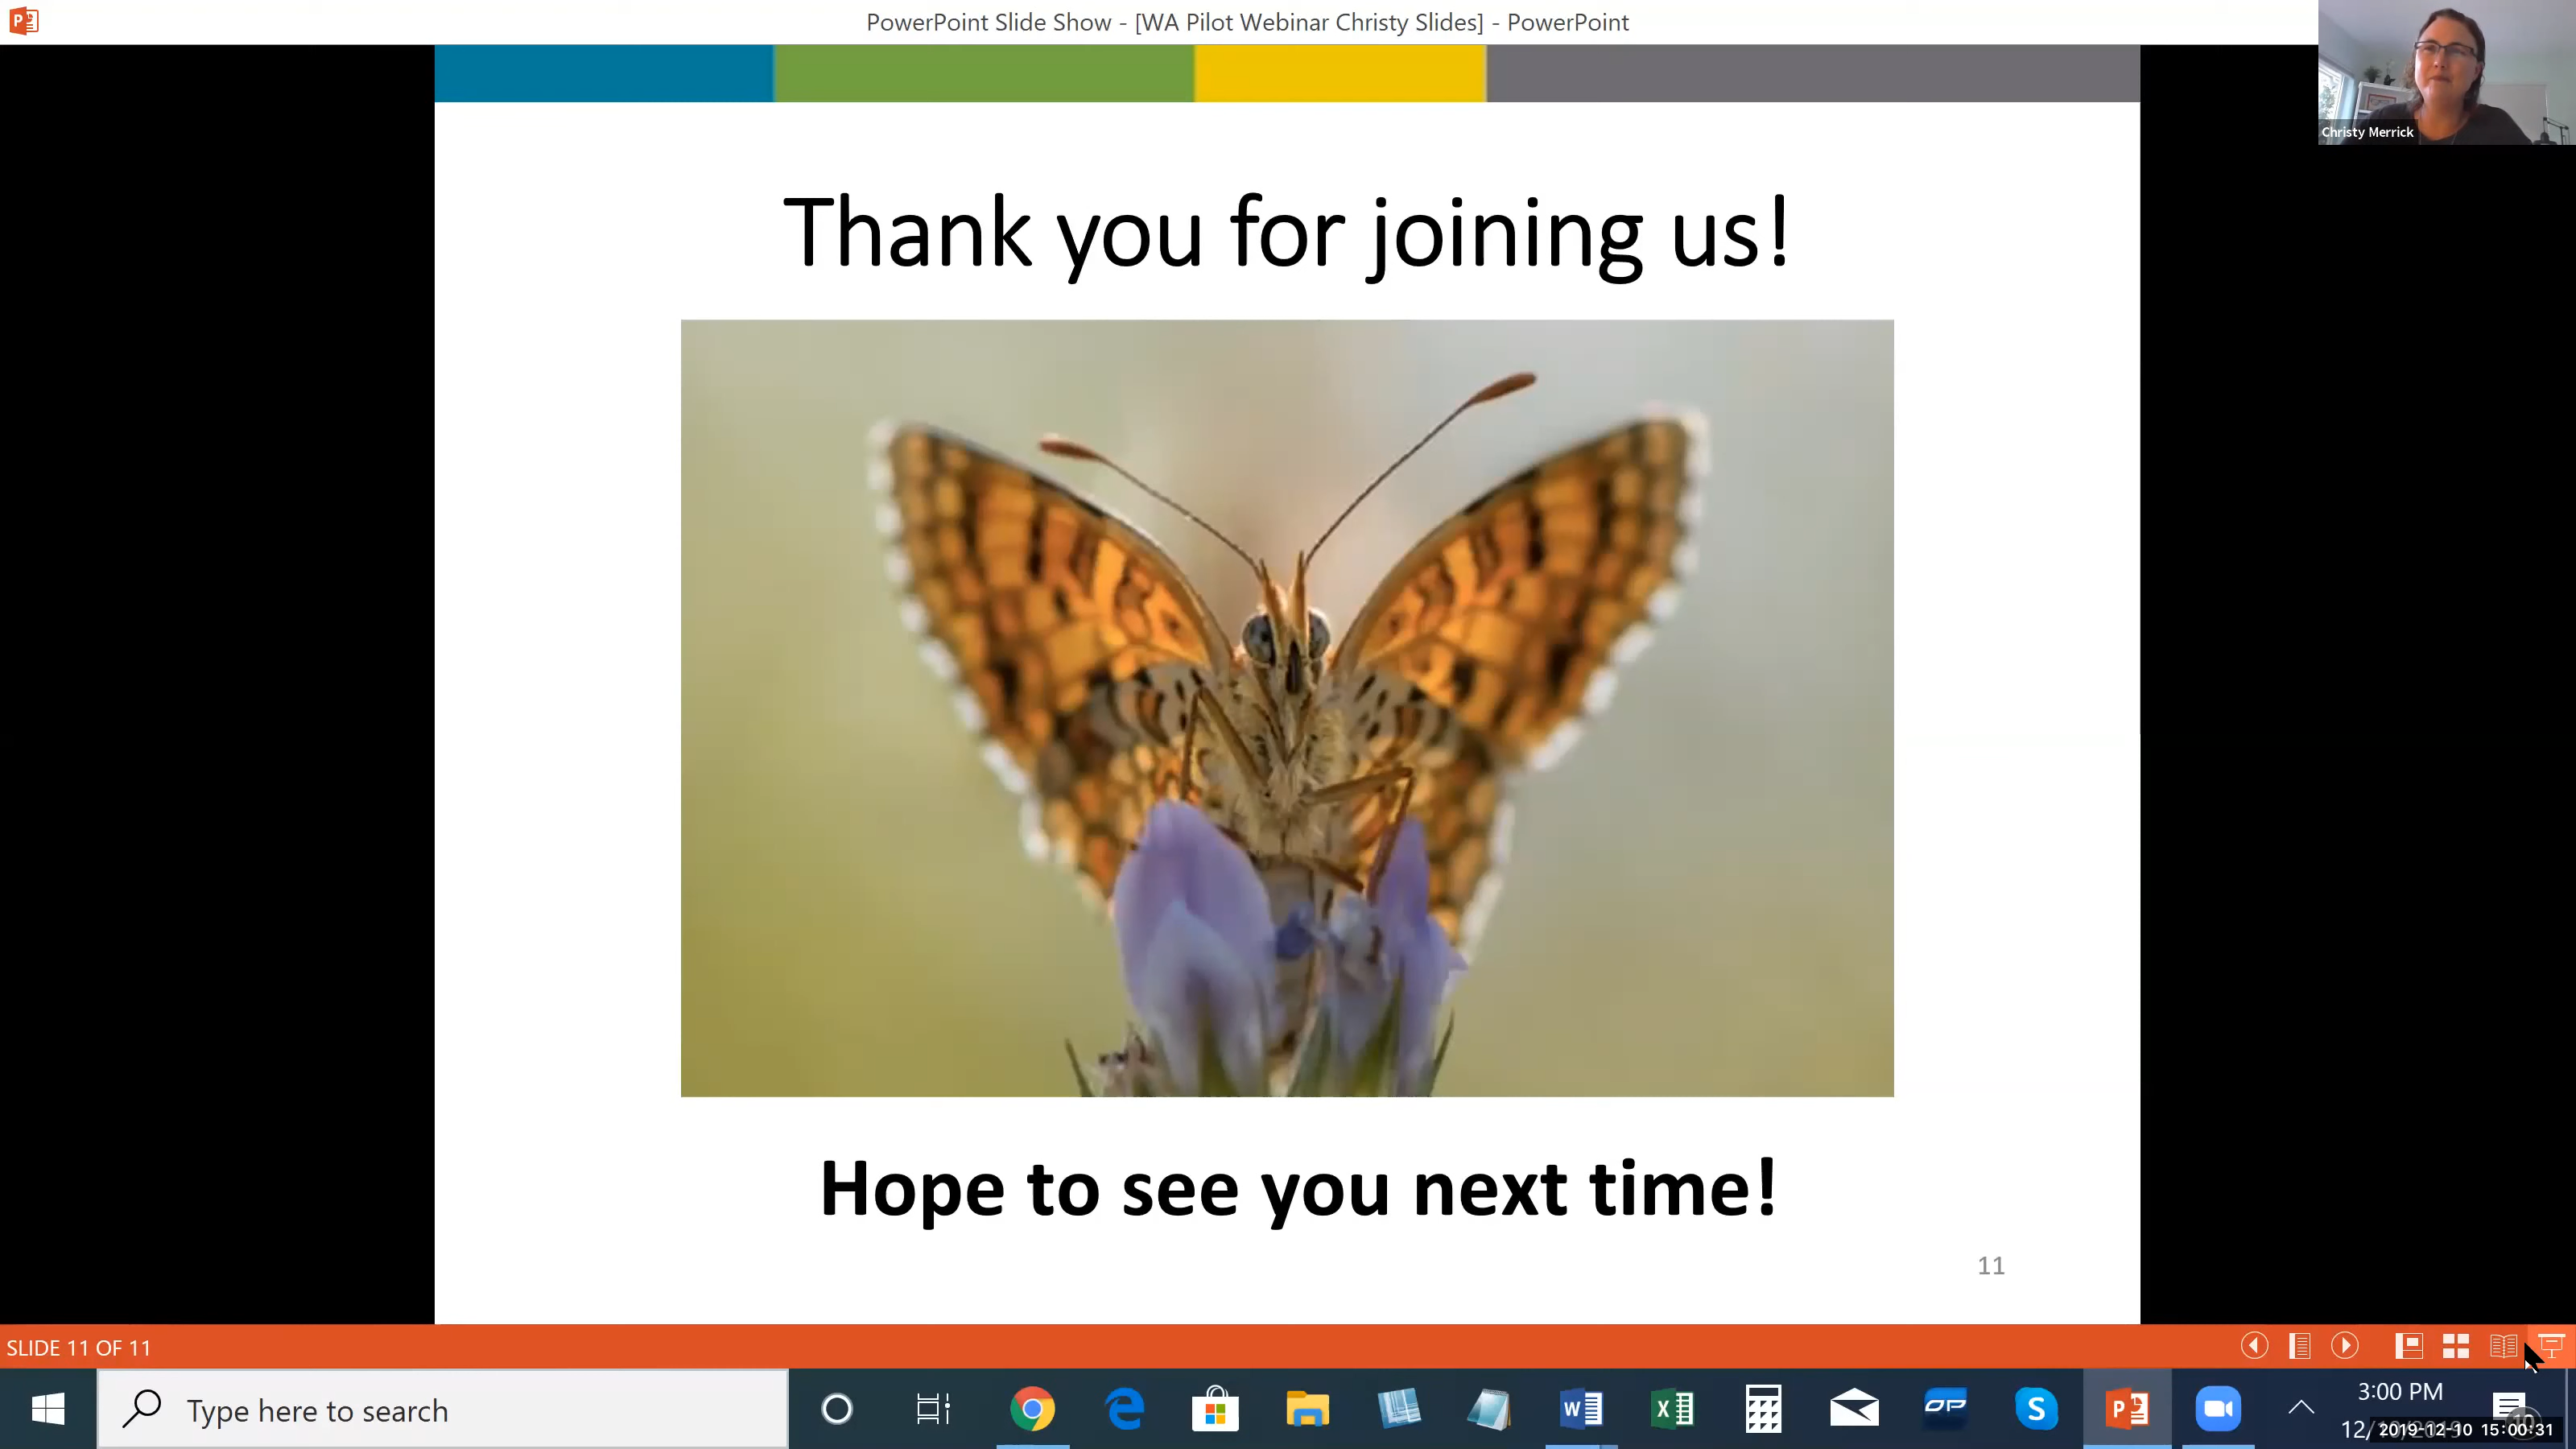 PowerPoint Slide Show - [WA Pilot Webinar Christy Slides] - PowerPoint
Christy Merrick
Thank you for joining us!
Hope to see you next time!
11
SLIDE 11 OF 11
Type here to search
3:00 PM
12/
2019-12-10 15:00:31